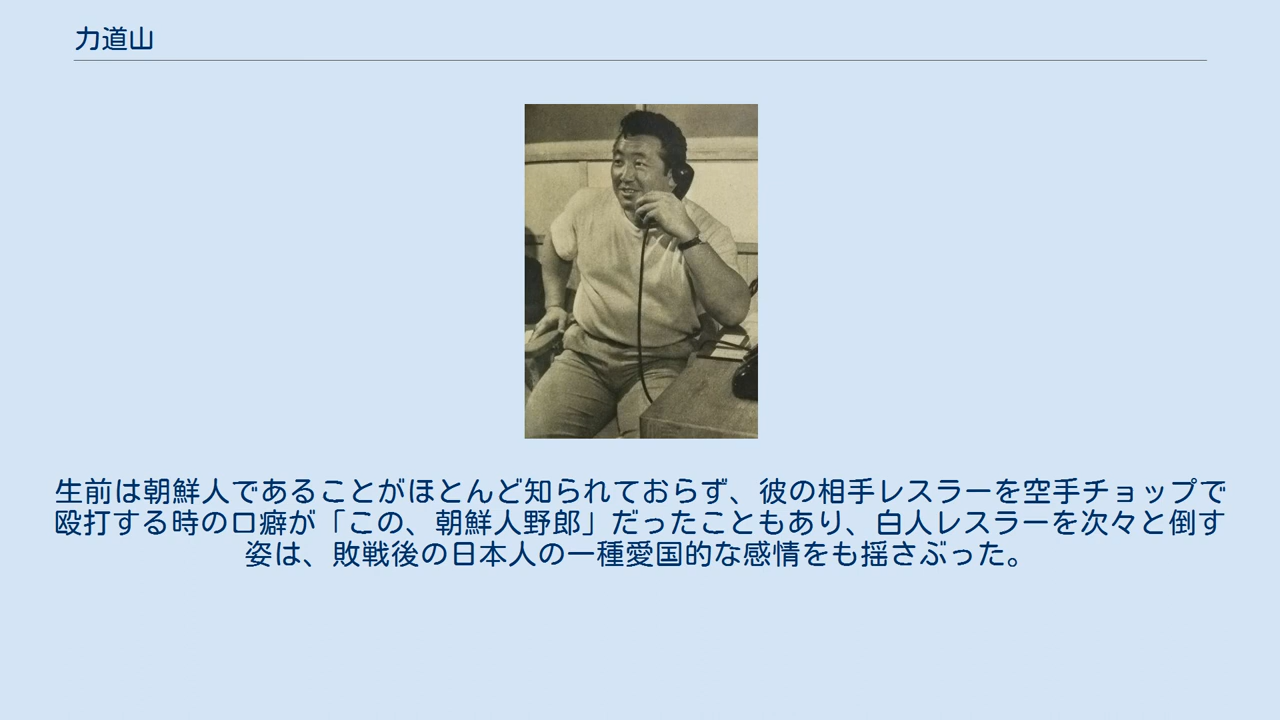 力道山
生前は朝鮮人であることがほとんど知られておらず、彼の相手レスラーを空手チョップで
殴打する時の口癖が「この、朝鮮人野郎」だったこともあり、白人レスラーを次々と倒す
姿は、敗戦後の日本人の一種愛国的な感情をも揺さぶった。